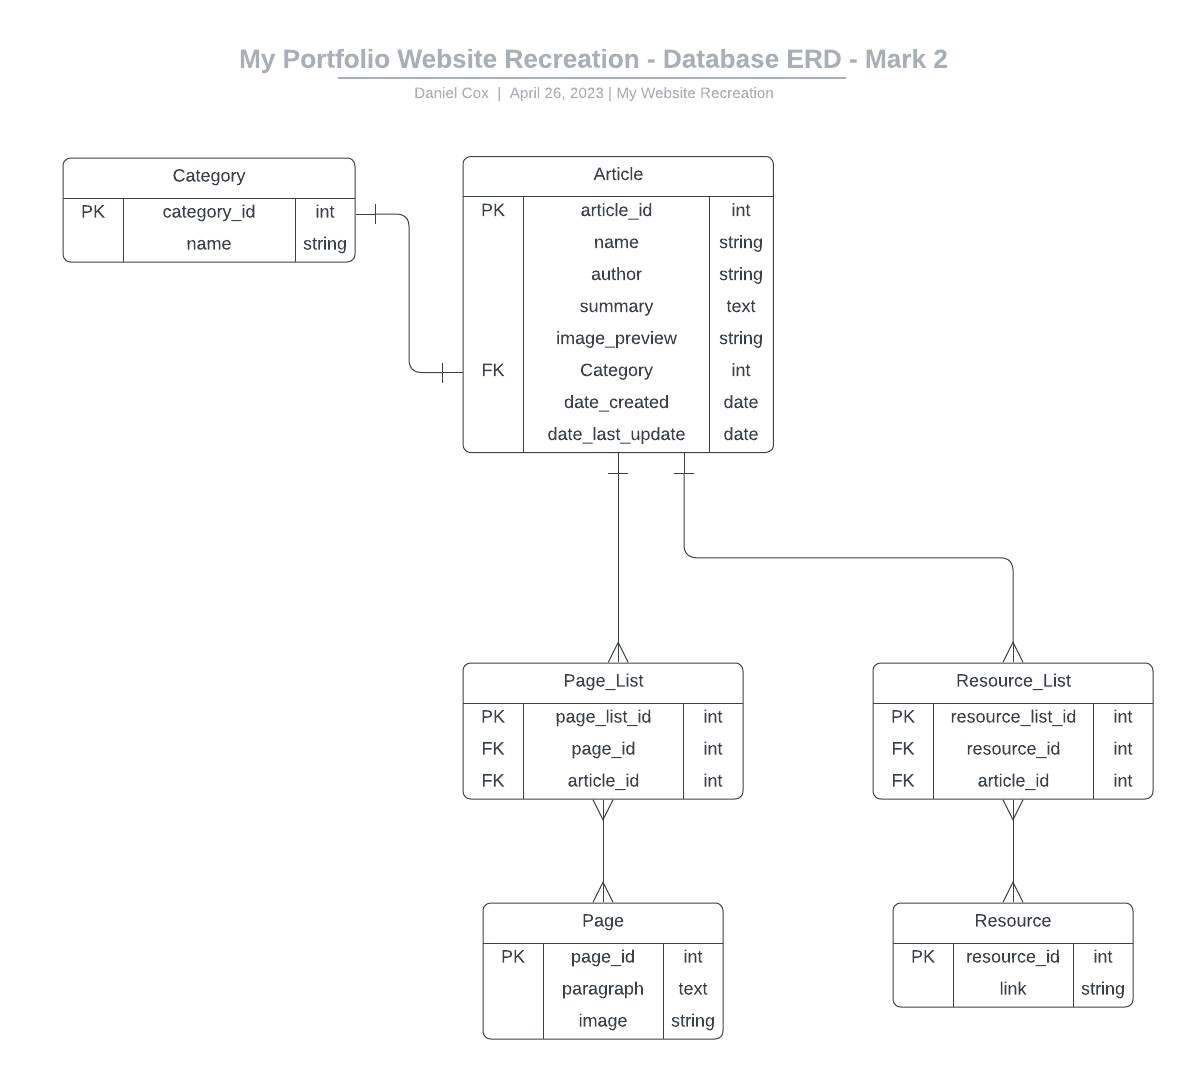 My Portfolio Website Recreation - Database ERD - Mark 2
Daniel Cox | April 26, 2023 | My Website Recreation
Category
PK category_id int
name string
Article
PK article_id int
name string
author string
summary text
image_preview string
FK Category int
date_created date
date_last_update date
Page_List
PK page_list_id int
FK page_id int
FK article_id int
Resource_List
PK resource_list_id int
FK resource_id int
FK article_id int
Page
PK page_id int
paragraph text
image string
Resource
PK resource_id int
link string